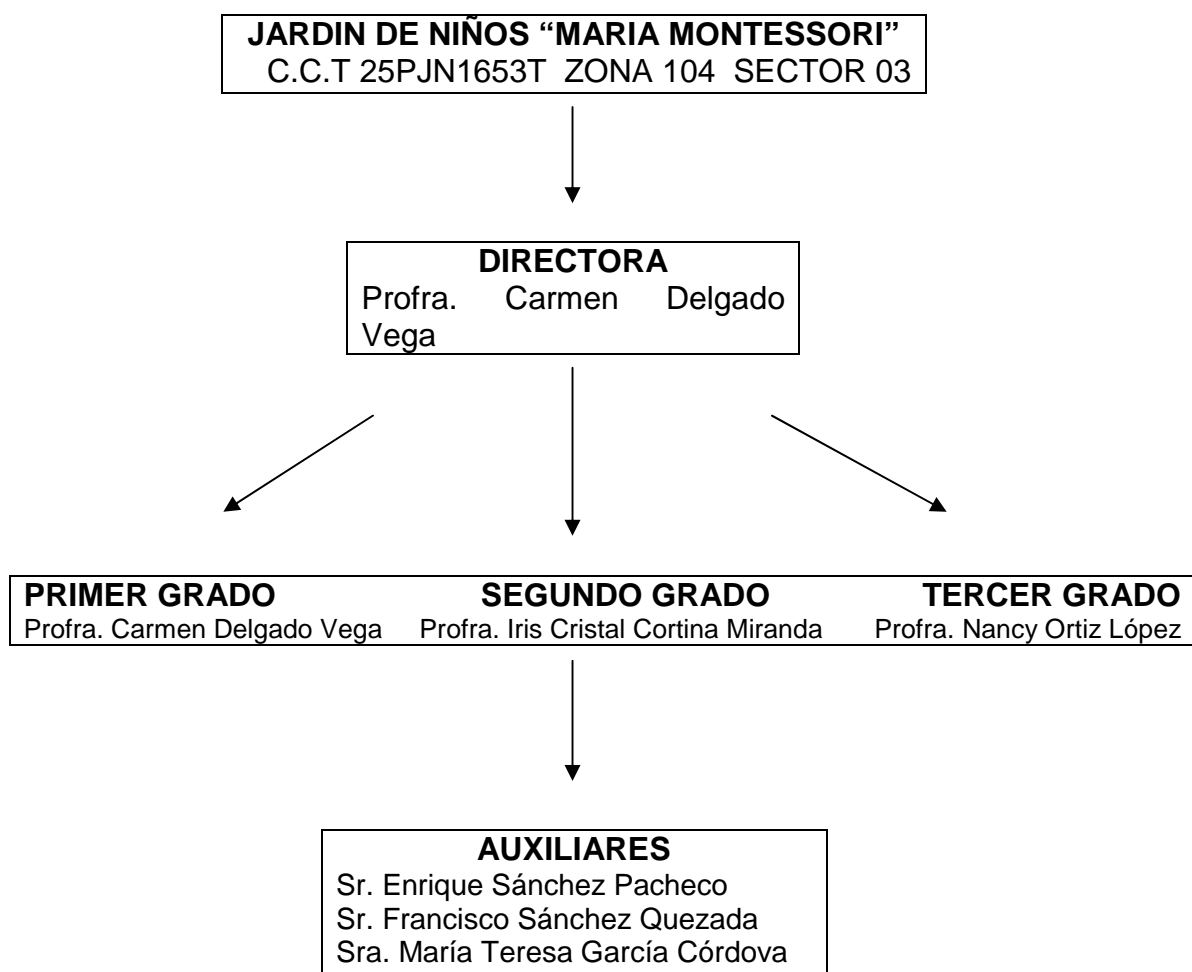 JARDIN DE NIÑOS “MARIA MONTESSORI”
C.C.T 25PJN1653T ZONA 104 SECTOR 03
DIRECTORA
Profra. Carmen Delgado
Vega
PRIMER GRADO SEGUNDO GRADO TERCER GRADO
Profra. Carmen Delgado Vega Profra. Iris Cristal Cortina Miranda Profra. Nancy Ortiz López
AUXILIARES
Sr. Enrique Sánchez Pacheco
Sr. Francisco Sánchez Quezada
Sra. María Teresa García Córdova